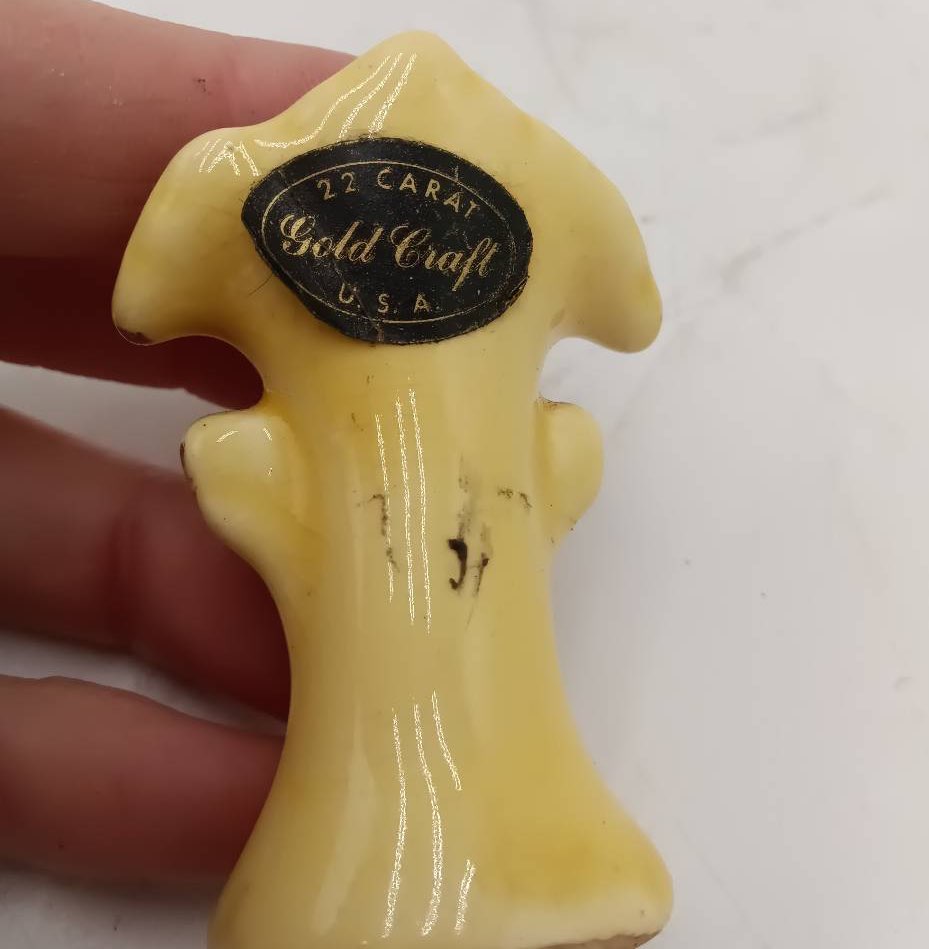 22 CARAT
Gold Craft
U. S. A.